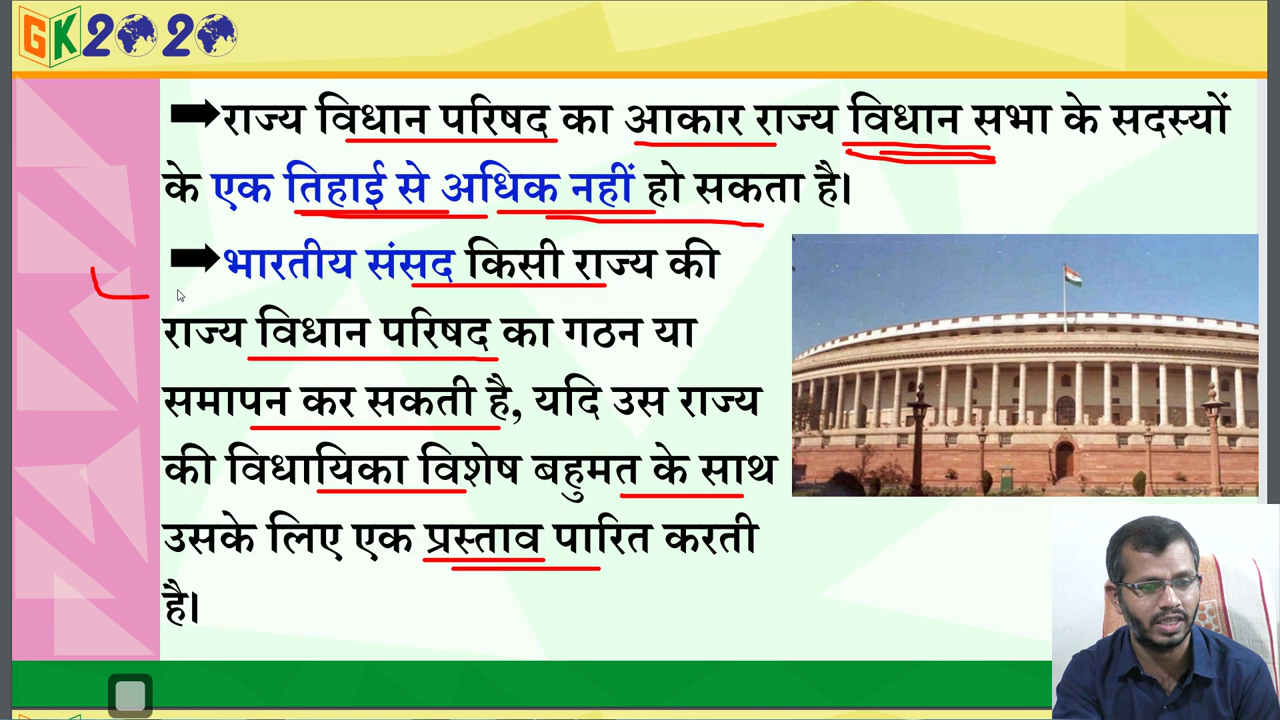 GK2020
राज्य विधान परिषद का आकार राज्य विधान सभा के सदस्यों
के एक तिहाई से अधिक नहीं हो सकता है।
भारतीय संसद किसी राज्य की
राज्य विधान परिषद का गठन या
समापन कर सकती है, यदि उस राज्य
की विधायिका विशेष बहुमत के साथ
उसके लिए एक प्रस्ताव पारित करती
है।